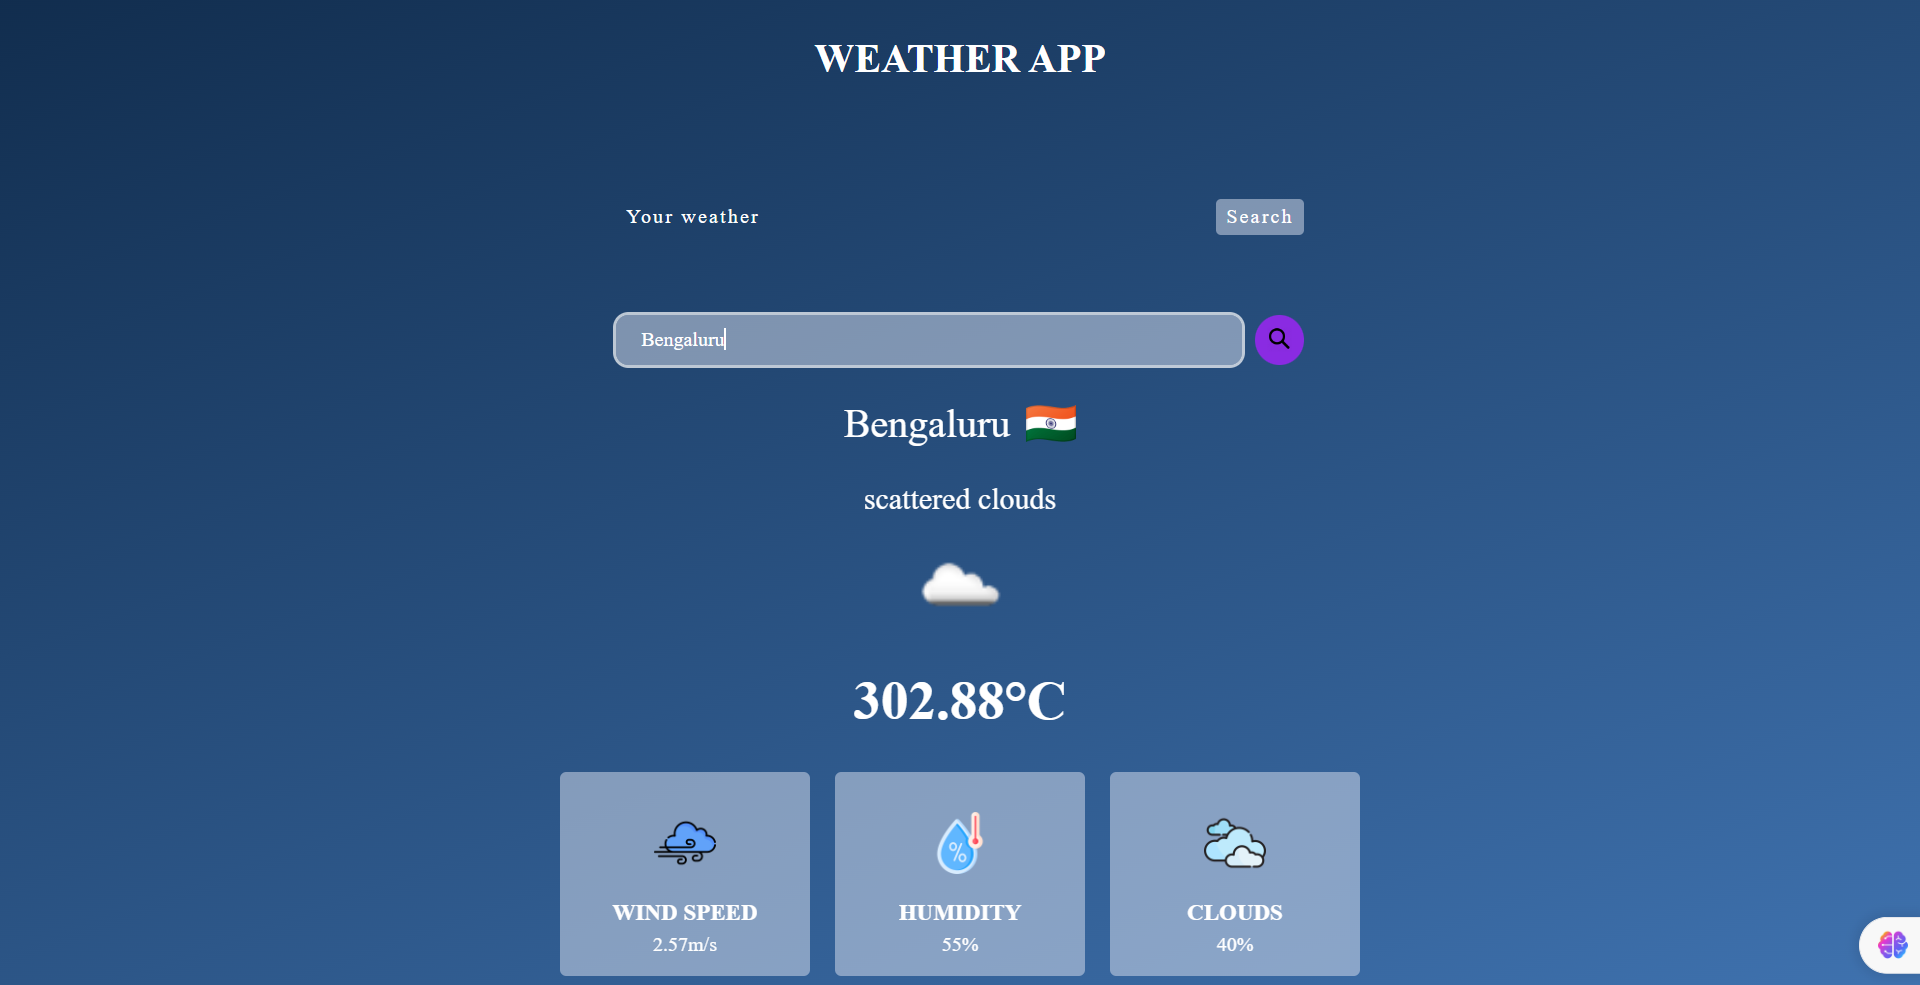 WEATHER APP
Your weather
Search
Bengaluru
Bengaluru
scattered clouds
302.88°C
%
WIND SPEED
2.57m/s
HUMIDITY
55%
CLOUDS
40%